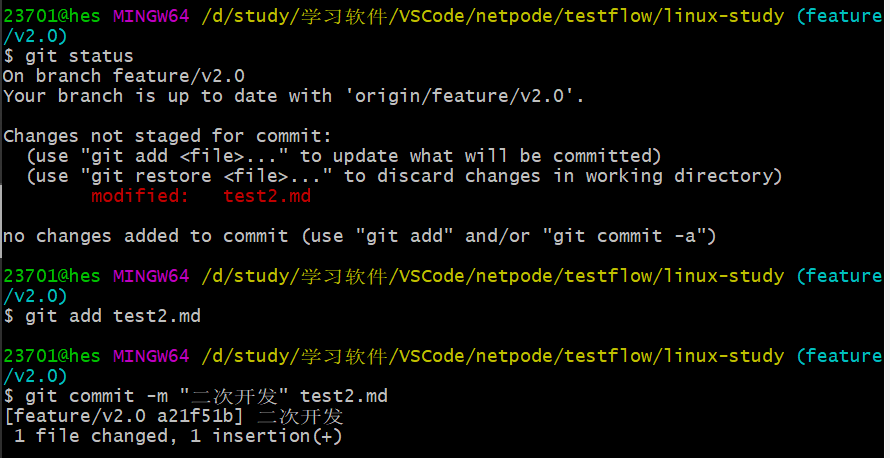 23701@hes MINGW64 /d/study/学习软件/VSCode/netpode/testflow/linux-study (feature
/v2.0)
$ git status
On branch feature/v2.0
Your branch is up to date with 'origin/feature/v2.0'.
Changes not staged for commit:
  (use "git add <file>..." to update what will be committed)
  (use "git restore <file>..." to discard changes in working directory)
        modified:   test2.md
no changes added to commit (use "git add" and/or "git commit -a")
23701@hes MINGW64 /d/study/学习软件/VSCode/netpode/testflow/linux-study (feature
/v2.0)
$ git add test2.md
23701@hes MINGW64 /d/study/学习软件/VSCode/netpode/testflow/linux-study (feature
/v2.0)
$ git commit -m "二次开发" test2.md
[feature/v2.0 a21f51b] 二次开发
 1 file changed, 1 insertion(+)